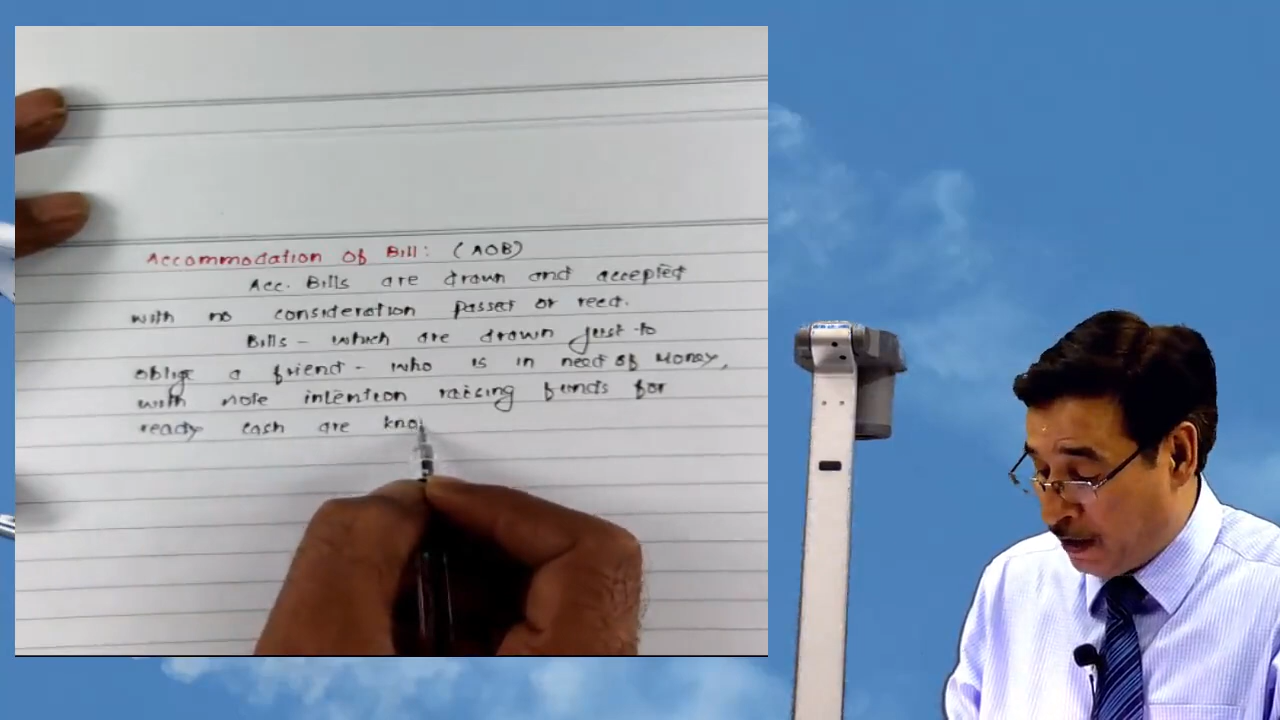 Accommodation Of Bill: (AOB)
Acc. Bills are drawn and accepted
with no consideration passed or recd.
Bills - which are drawn just to
oblige a friend - who is in need of Money,
with mole intention raising funds for
ready cash are kno